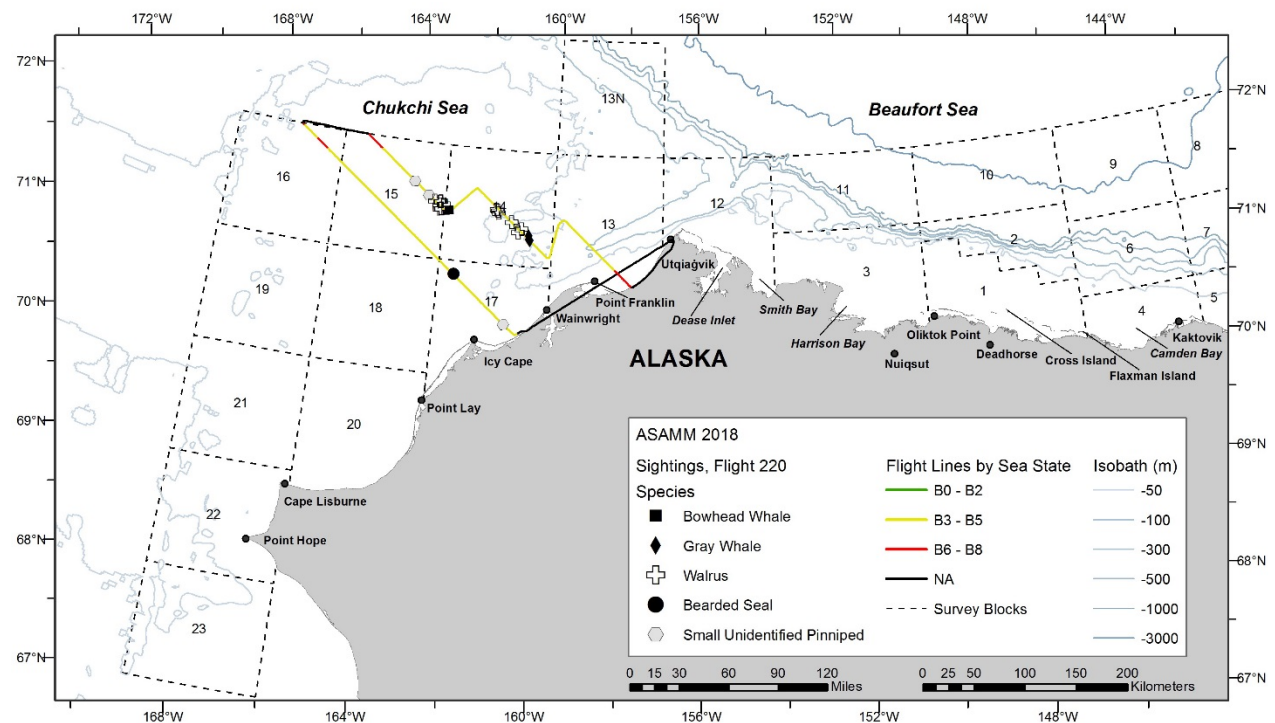 172°W 168°W 164°W 160°W 156°W 152°W 148°W 144°W
72°N 72°N
Chukchi Sea Beaufort Sea
13N
8
9
71°N 16 15 10 71°N
11
14 12
13 7
2 6
Utqiaġvik 3
19 18 17 1 5
70°N Point Franklin 4 70°N
Wainwright Dease Inlet Smith Bay
Harrison Bay Oliktok Point Kaktovik
Icy Cape ALASKA Nuiqsut Deadhorse Cross Island Camden Bay
Flaxman Island
21 20 Point Lay
69°N 69°N
Cape Lisburne
22
68°N Point Hope 68°N
23
67°N 67°N
ASAMM 2018
Sightings, Flight 220
Species
Bowhead Whale
Gray Whale
Walrus
Bearded Seal
Small Unidentified Pinniped
Flight Lines by Sea State
B0 - B2
B3 - B5
B6 - B8
NA
Survey Blocks
Isobath (m)
-50
-100
-300
-500
-1000
-3000
0 15 30 60 90 120
Miles
0 25 50 100 150 200
Kilometers
168°W 164°W 160°W 156°W 152°W 148°W